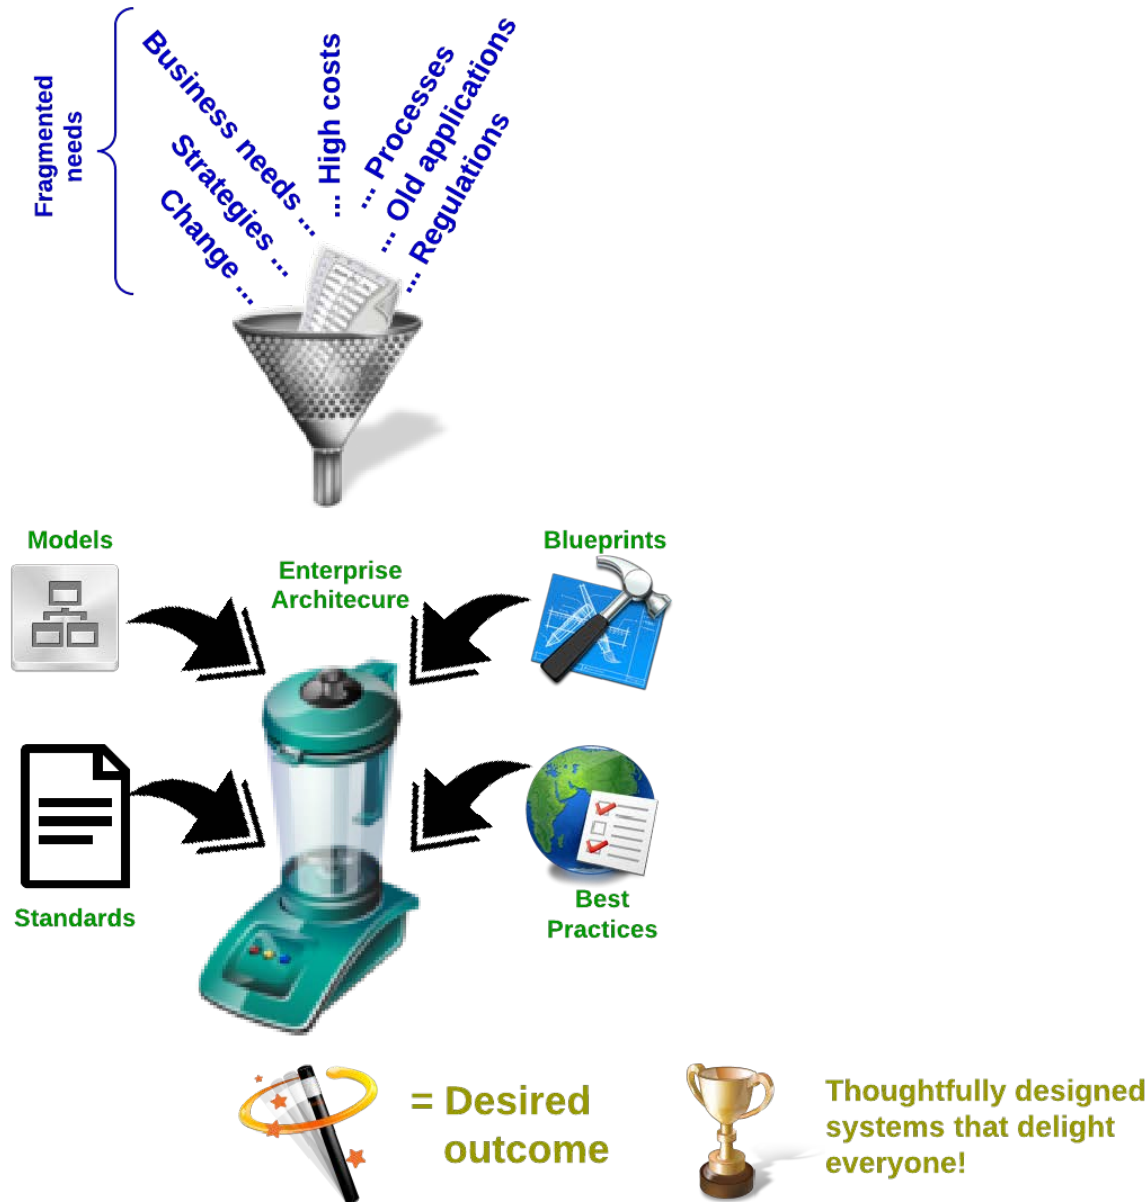 Fragmented
needs
Business needs ...
Strategies ...
Change ...
... High costs
... Processes
... Old applications
... Regulations
Models
Blueprints
Enterprise
Architecure
Standards
Best
Practices
= Desired
outcome
Thoughtfully designed
systems that delight
everyone!